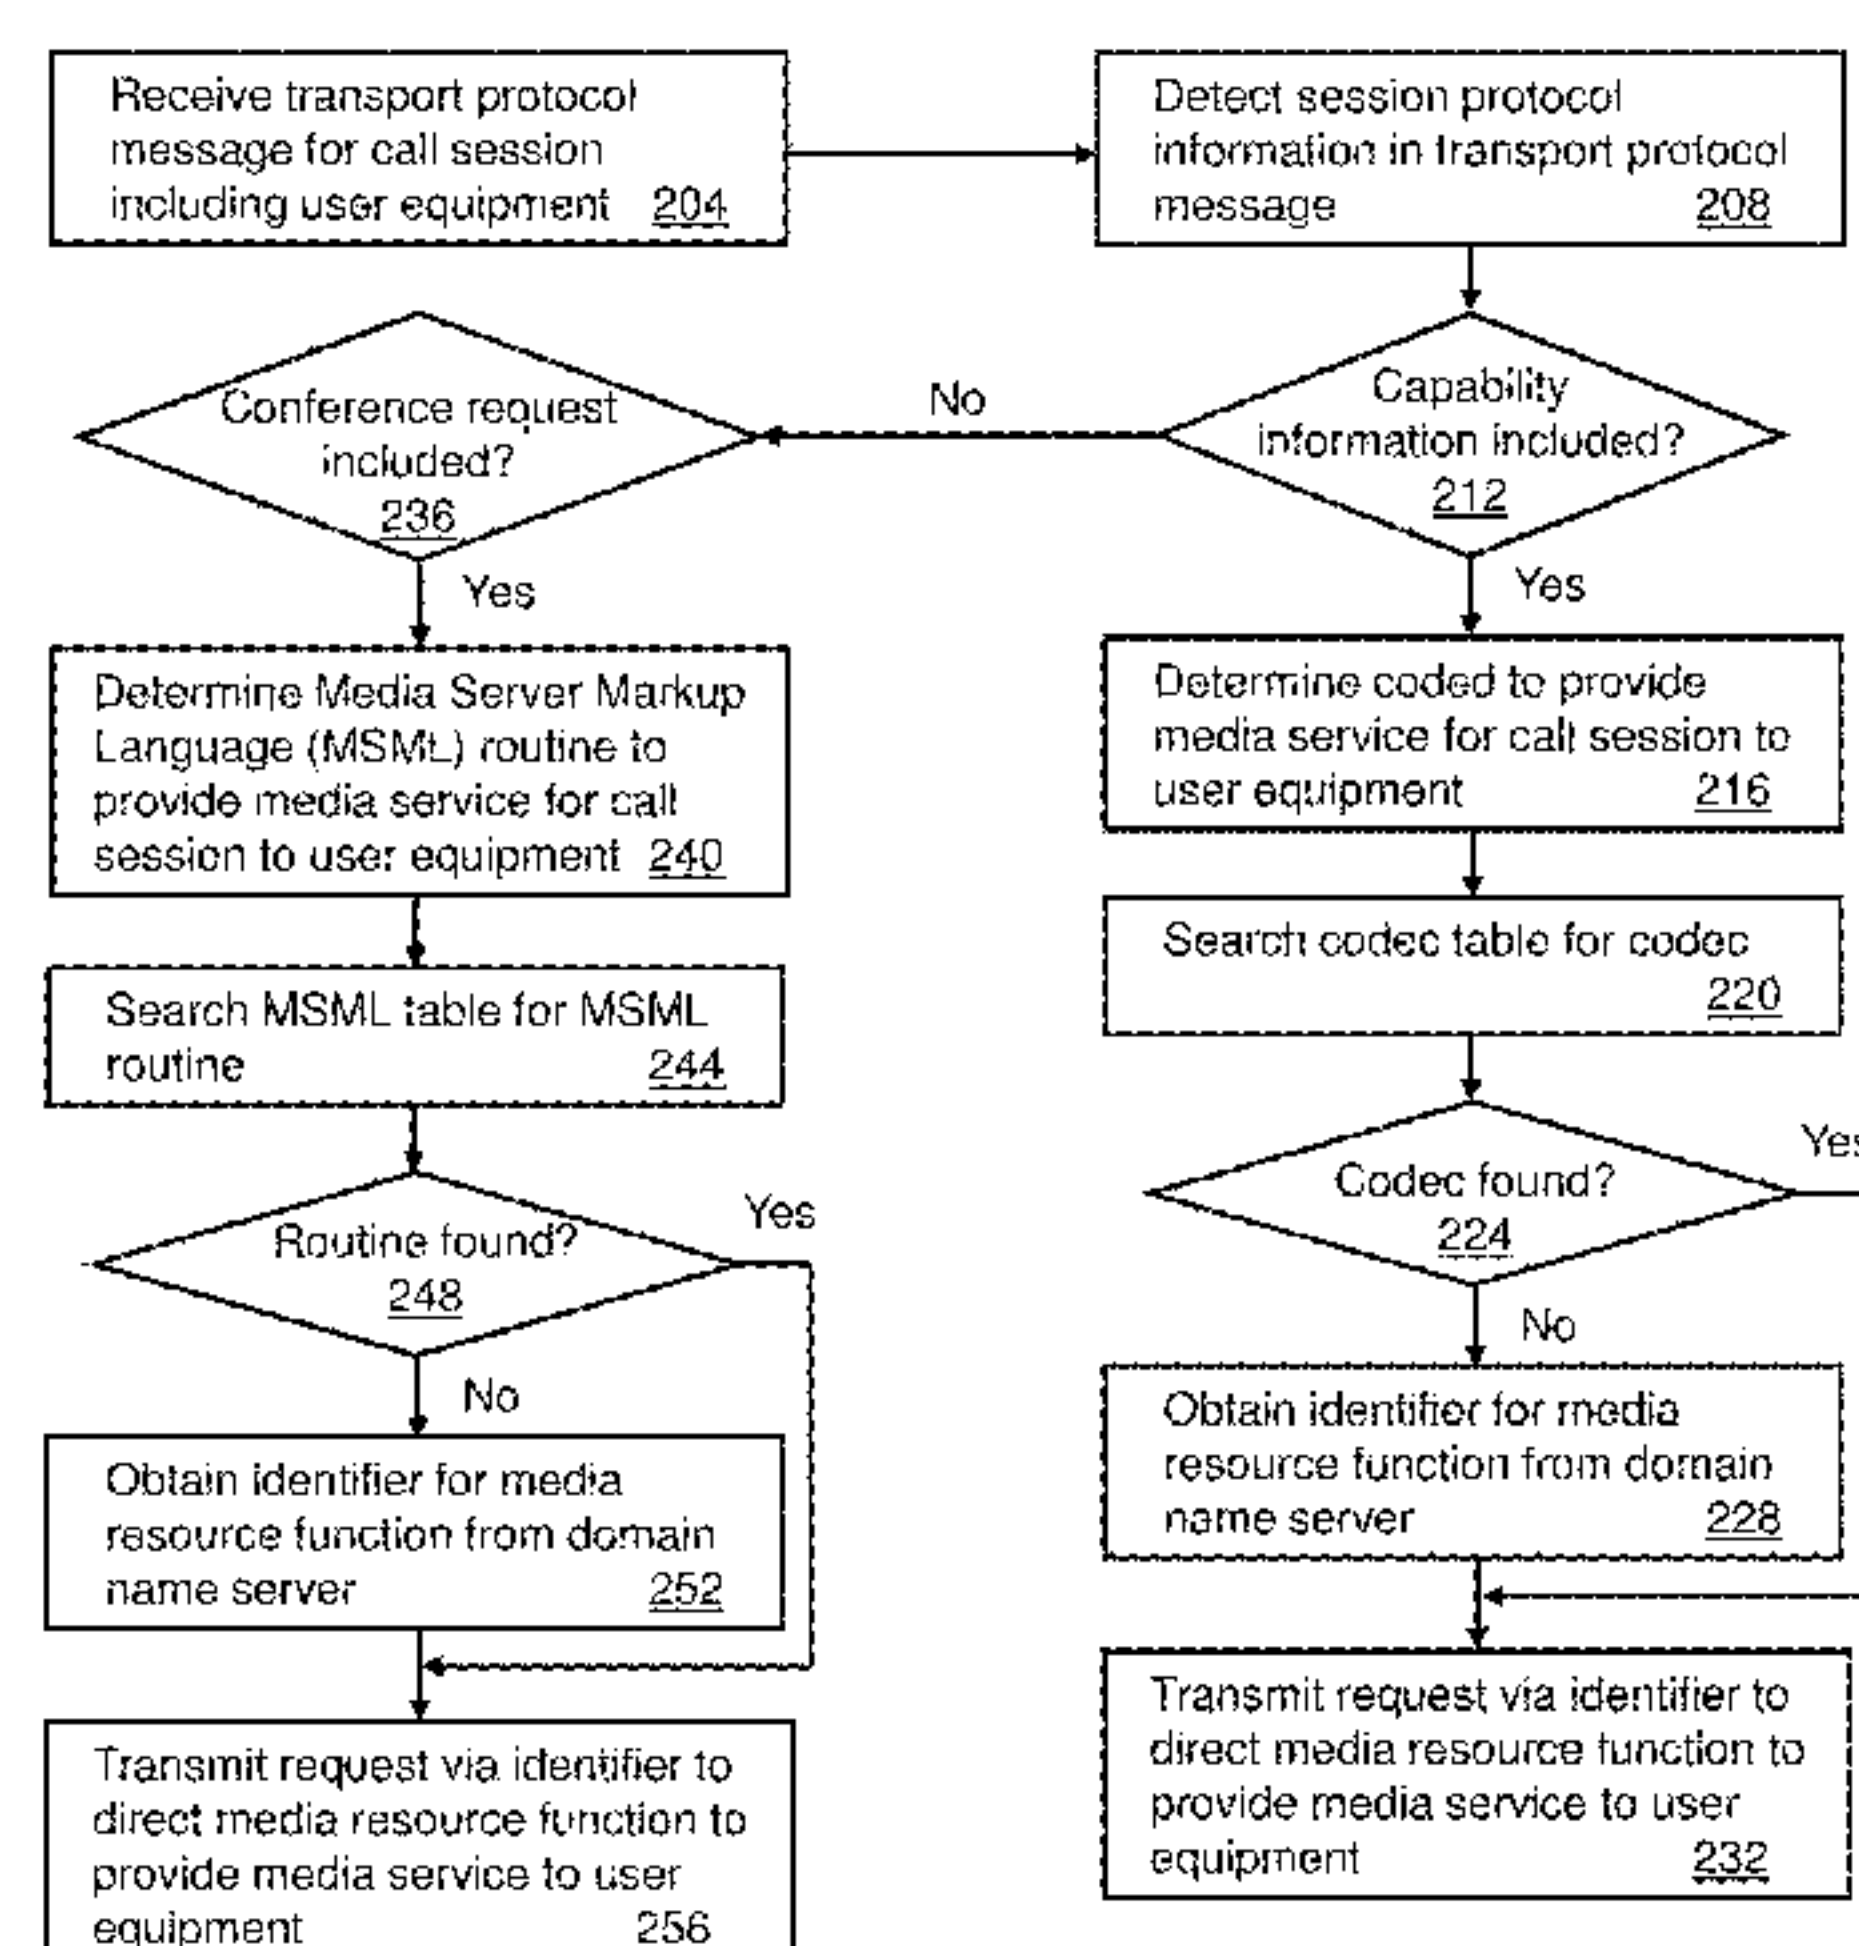 Receive transport protocol
message for call session
including user equipment 204
Detect session protocol
information in transport protocol
message 208
Capability
information included?
212
No
Yes
Conference request
included?
236
Yes
Determine Media Server Markup
Language (MSML) routine to
provide media service for call
session to user equipment 240
Search MSML table for MSML
routine 244
Routine found?
248
Yes
No
Obtain identifier for media
resource function from domain
name server 252
Transmit request via identifier to
direct media resource function to
provide media service to user
equipment 256
Determine coded to provide
media service for call session to
user equipment 216
Search codec table for codec
220
Codec found?
224
Yes
No
Obtain identifier for media
resource function from domain
name server 228
Transmit request via identifier to
direct media resource function to
provide media service to user
equipment 232